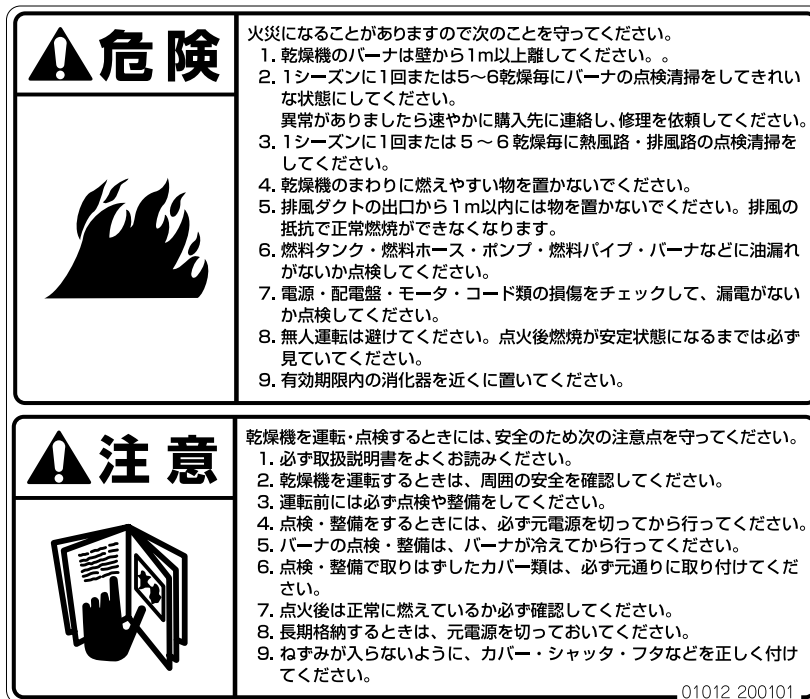 危険
火災になることがありますので次のことを守ってください。
1. 乾燥機のバーナは壁から1m以上離してください。。
2. 1シーズンに1回または5〜6乾燥毎にバーナの点検清掃をしてきれい
な状態にしてください。
異常がありましたら速やかに購入先に連絡し、修理を依頼してください。
3. 1シーズンに1回または5〜6乾燥毎に熱風路・排風路の点検清掃を
してください。
4. 乾燥機のまわりに燃えやすい物を置かないでください。
5. 排風ダクトの出口から1m以内には物を置かないでください。排風の
抵抗で正常燃焼ができなくなります。
6. 燃料タンク・燃料ホース・ポンプ・燃料パイプ・バーナなどに油漏れ
がないか点検してください。
7. 電源・配電盤・モータ・コード類の損傷をチェックして、漏電がない
か点検してください。
8. 無人運転は避けてください。点火後燃焼が安定状態になるまでは必ず
見ていてください。
9. 有効期限内の消化器を近くに置いてください。
注意
乾燥機を運転・点検するときには、安全のため次の注意点を守ってください。
1. 必ず取扱説明書をよくお読みください。
2. 乾燥機を運転するときは、周囲の安全を確認してください。
3. 運転前には必ず点検や整備をしてください。
4. 点検・整備をするときには、必ず元電源を切ってから行ってください。
5. バーナの点検・整備は、バーナが冷えてから行ってください。
6. 点検・整備で取りはずしたカバー類は、必ず元通りに取り付けてくだ
さい。
7. 点火後は正常に燃えているか必ず確認してください。
8. 長期格納するときは、元電源を切っておいてください。
9. ねずみが入らないように、カバー・シャッタ・フタなどを正しく付け
てください。
01012 200101